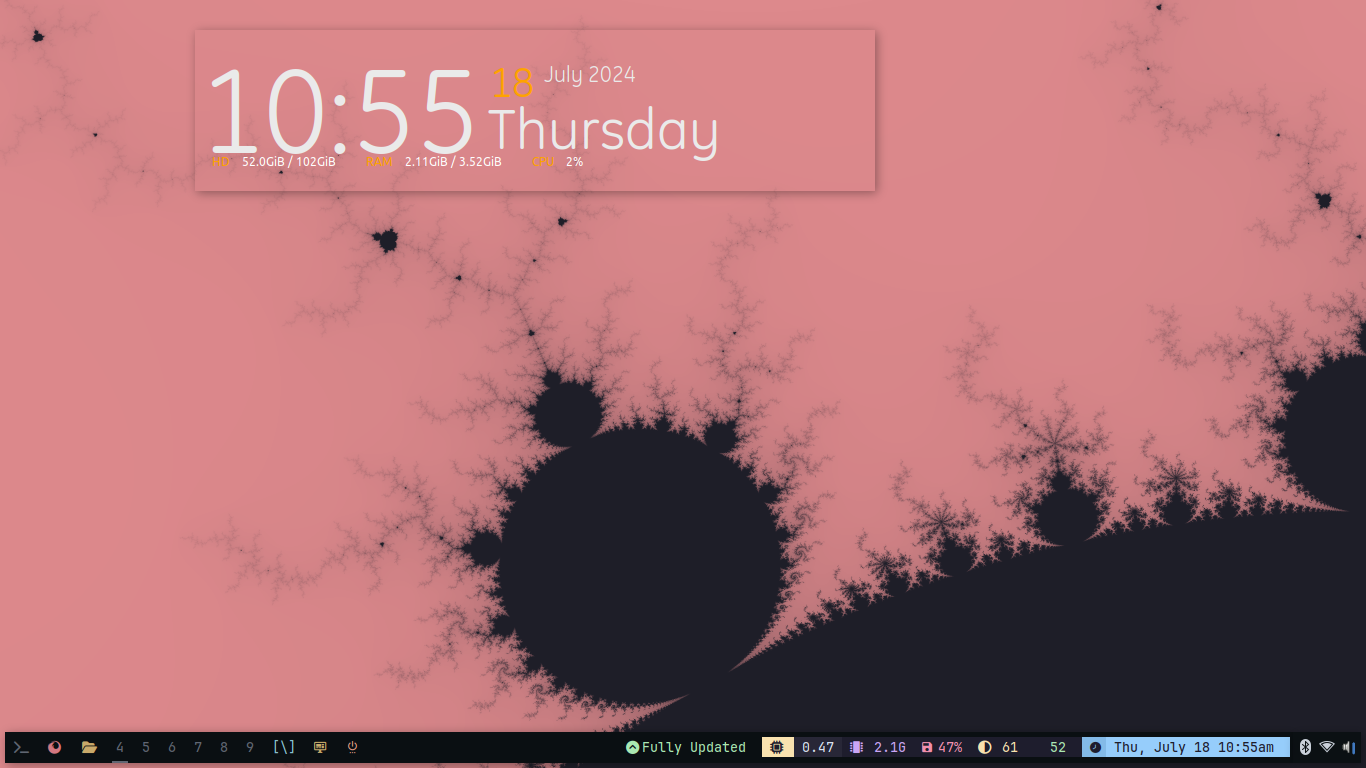 10:55 18 July 2024
Thursday
HD 52.0GiB / 102GiB RAM 2.11GiB / 3.52GiB CPU 2%
4 5 6 7 8 9 [\] Fully Updated 0.47 2.1G 47% 61 52 Thu, July 18 10:55am